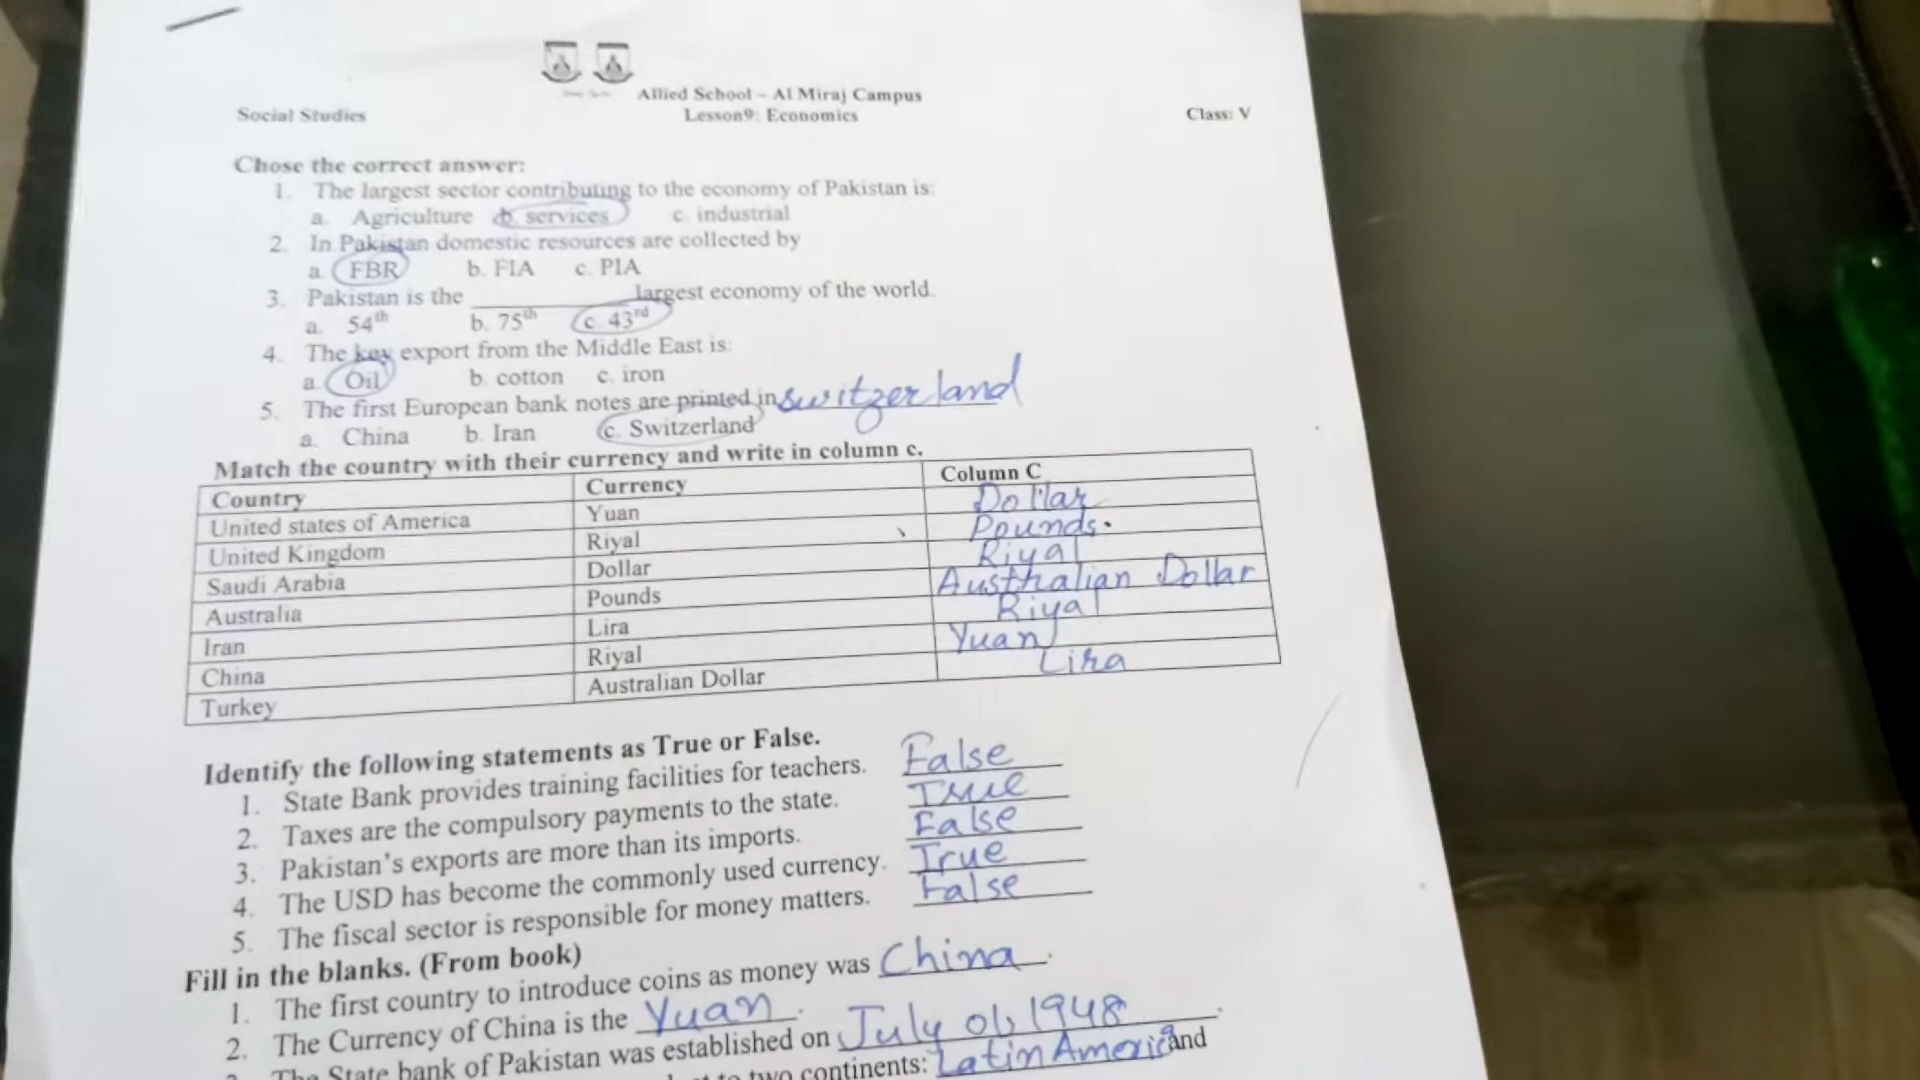 Allied School – Al Miraj Campus
Social Studies Lesson9: Economics Class: V
Chose the correct answer:
1. The largest sector contributing to the economy of Pakistan is:
a. Agriculture b. services c. industrial
2. In Pakistan domestic resources are collected by
a. FBR b. FIA c. PIA
3. Pakistan is the ____________ largest economy of the world.
a. 54th b. 75th c. 43rd
4. The key export from the Middle East is:
a. Oil b. cotton c. iron
5. The first European bank notes are printed in switzerland
a. China b. Iran c. Switzerland
Match the country with their currency and write in column c.
Country Currency Column C
United states of America Yuan Dollar
United Kingdom Riyal Pounds.
Saudi Arabia Dollar Riyal
Australia Pounds Australian Dollar
Iran Lira Riyal
China Riyal Yuan
Turkey Australian Dollar Lira
Identify the following statements as True or False.
1. State Bank provides training facilities for teachers. False
2. Taxes are the compulsory payments to the state. True
3. Pakistan's exports are more than its imports. False
4. The USD has become the commonly used currency. True
5. The fiscal sector is responsible for money matters. False
Fill in the blanks. (From book)
1. The first country to introduce coins as money was China.
2. The Currency of China is the Yuan.
The State bank of Pakistan was established on July 01, 1948.
to two continents: Latin America and